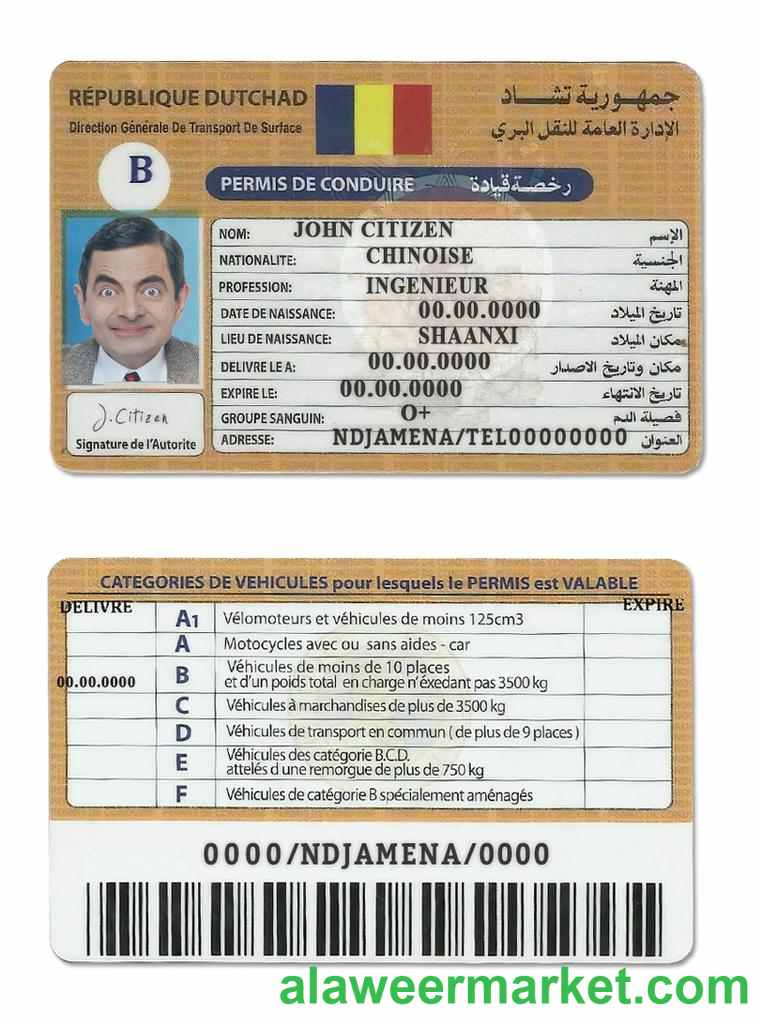 RÉPUBLIQUE DUTCHAD
جمهورية تشاد
Direction Générale De Transport De Surface
الإدارة العامة للنقل البري
B
PERMIS DE CONDUIRE رخصة قيادة
NOM: JOHN CITIZEN الإسم
NATIONALITE: CHINOISE الجنسية
PROFESSION: INGENIEUR المهنة
DATE DE NAISSANCE: 00.00.0000 تاريخ الميلاد
LIEU DE NAISSANCE: SHAANXI مكان الميلاد
DELIVRE LE A: 00.00.0000 مكان وتاريخ الاصدار
EXPIRE LE: 00.00.0000 تاريخ الانتهاء
GROUPE SANGUIN: O+ فصيلة الدم
ADRESSE: NDJAMENA/TEL00000000 العنوان
J. Citizen
Signature de l'Autorite
CATEGORIES DE VEHICULES pour lesquels le PERMIS est VALABLE
DELIVRE EXPIRE
A1 Vélomoteurs et véhicules de moins 125cm3
A Motocycles avec ou sans aides - car
00.00.0000 B Véhicules de moins de 10 places
et d'un poids total en charge n'éxedant pas 3500 kg
C Véhicules à marchandises de plus de 3500 kg
D Véhicules de transport en commun ( de plus de 9 places )
E Véhicules des catégorie B.C.D.
attelés d une remorgue de plus de 750 kg
F Véhicules de catégorie B spécialement aménagés
0000/NDJAMENA/0000
alaweermarket.com